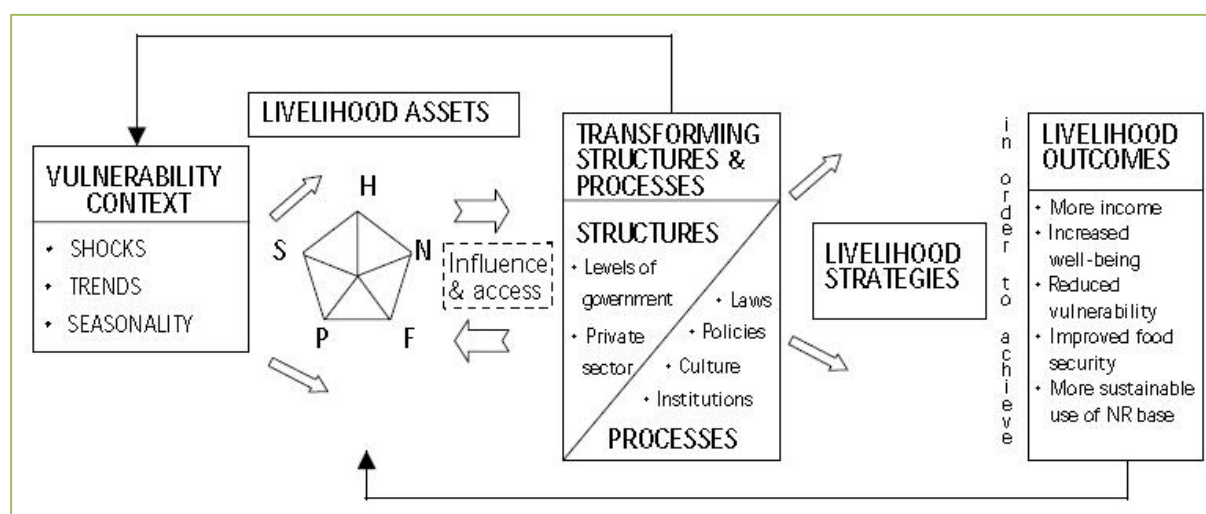 LIVELIHOOD ASSETS
VULNERABILITY
CONTEXT
• SHOCKS
• TRENDS
• SEASONALITY
H
S
N
P
F
Influence
& access
TRANSFORMING
STRUCTURES &
PROCESSES
STRUCTURES
• Levels of
government
• Private
sector
• Laws
• Policies
• Culture
• Institutions
PROCESSES
LIVELIHOOD
STRATEGIES
in order to achieve
LIVELIHOOD
OUTCOMES
• More income
• Increased
well-being
• Reduced
vulnerability
• Improved food
security
• More sustainable
use of NR base